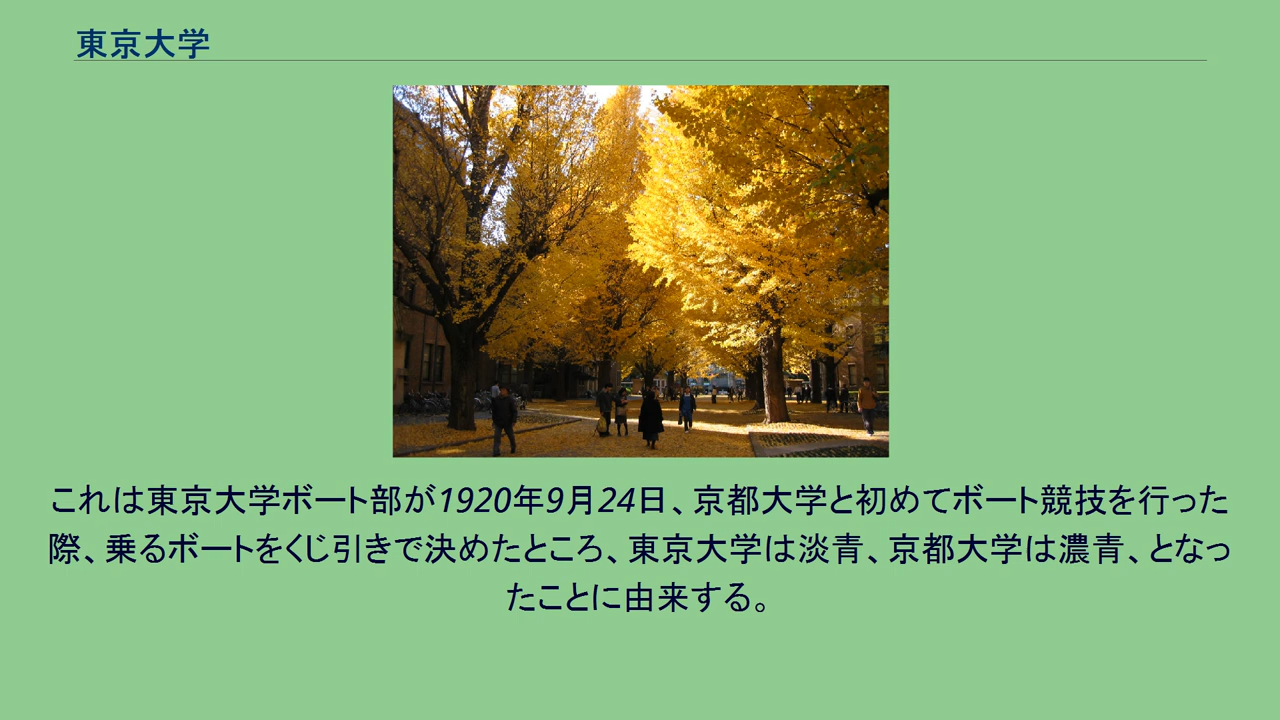 東京大学
これは東京大学ボート部が1920年9月24日、京都大学と初めてボート競技を行った
際、乗るボートをくじ引きで決めたところ、東京大学は淡青、京都大学は濃青、となっ
たことに由来する。